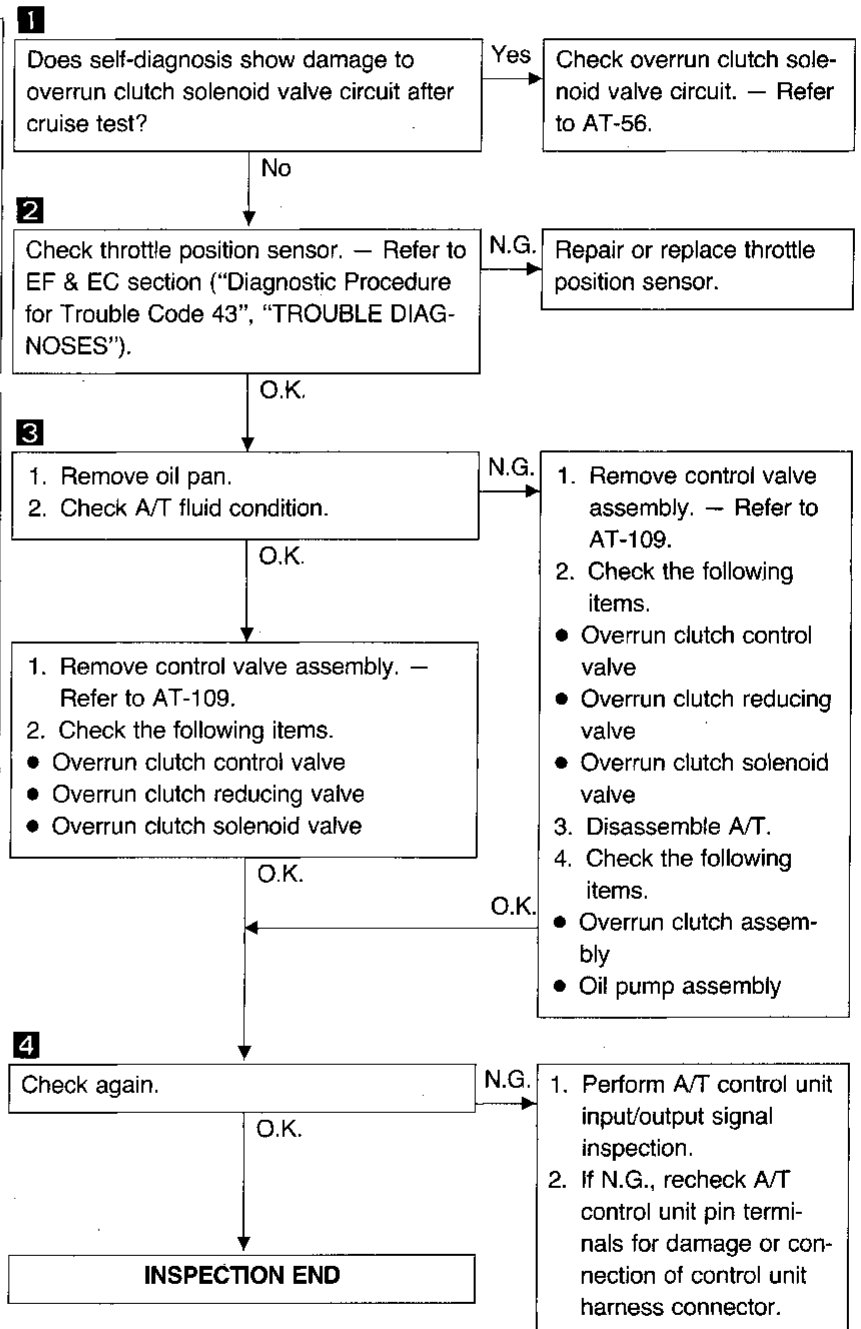 1
Does self-diagnosis show damage to
overrun clutch solenoid valve circuit after
cruise test?
Yes
Check overrun clutch sole-
noid valve circuit. — Refer
to AT-56.
No
2
Check throttle position sensor. — Refer to
EF & EC section ("Diagnostic Procedure
for Trouble Code 43", "TROUBLE DIAG-
NOSES").
N.G.
Repair or replace throttle
position sensor.
O.K.
3
1. Remove oil pan.
2. Check A/T fluid condition.
N.G.
1. Remove control valve
assembly. — Refer to
AT-109.
2. Check the following
items.
• Overrun clutch control
valve
• Overrun clutch reducing
valve
• Overrun clutch solenoid
valve
3. Disassemble A/T.
4. Check the following
items.
• Overrun clutch assem-
bly
• Oil pump assembly
O.K.
1. Remove control valve assembly. —
Refer to AT-109.
2. Check the following items.
• Overrun clutch control valve
• Overrun clutch reducing valve
• Overrun clutch solenoid valve
O.K.
O.K.
4
Check again.
N.G.
1. Perform A/T control unit
input/output signal
inspection.
2. If N.G., recheck A/T
control unit pin termi-
nals for damage or con-
nection of control unit
harness connector.
O.K.
INSPECTION END